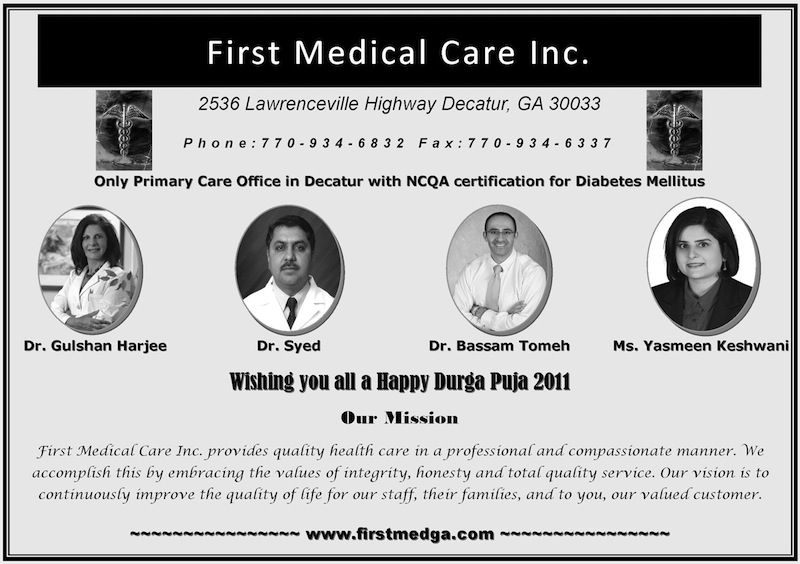 First Medical Care Inc.
2536 Lawrenceville Highway Decatur, GA 30033
Phone:770-934-6832 Fax:770-934-6337
Only Primary Care Office in Decatur with NCQA certification for Diabetes Mellitus
Dr. Gulshan Harjee Dr. Syed Dr. Bassam Tomeh Ms. Yasmeen Keshwani
Wishing you all a Happy Durga Puja 2011
Our Mission
First Medical Care Inc. provides quality health care in a professional and compassionate manner. We
accomplish this by embracing the values of integrity, honesty and total quality service. Our vision is to
continuously improve the quality of life for our staff, their families, and to you, our valued customer.
~~~~~~~~~~~~~~~~ www.firstmedga.com ~~~~~~~~~~~~~~~~